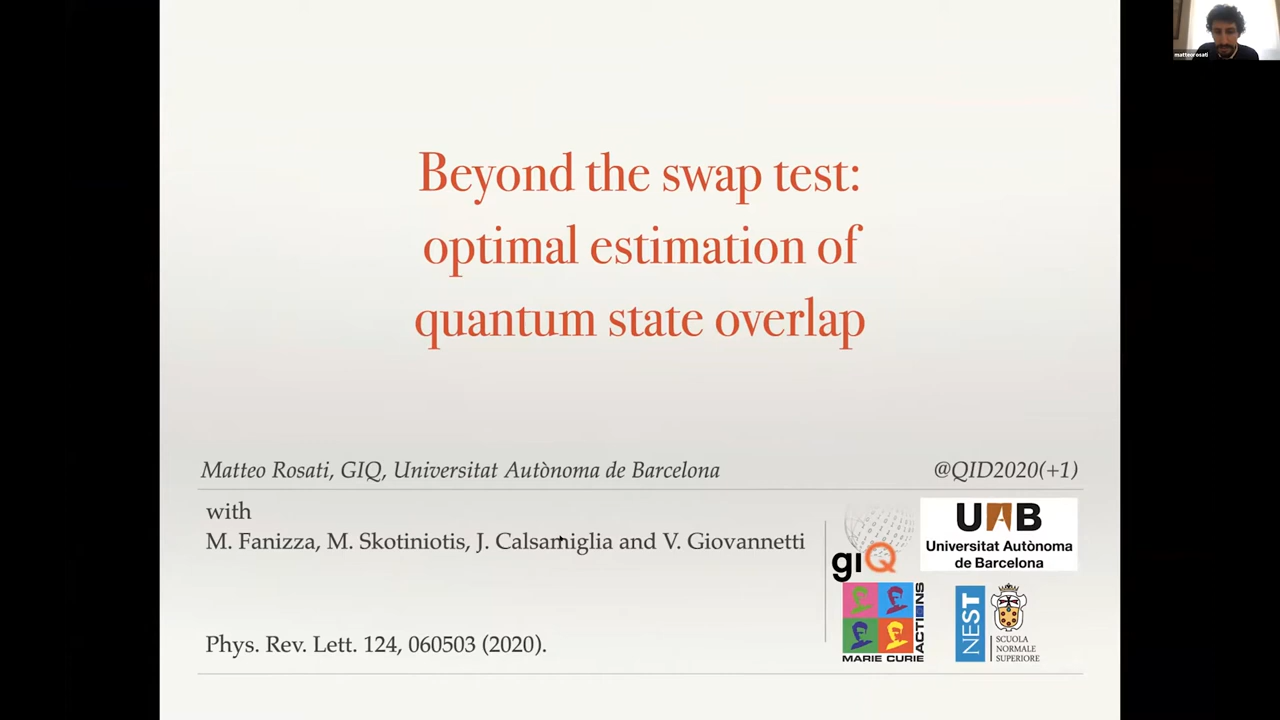 matteorosati
Beyond the swap test:
optimal estimation of
quantum state overlap
Matteo Rosati, GIQ, Universitat Autònoma de Barcelona
@QID2020(+1)
with
M. Fanizza, M. Skotiniotis, J. Calsamiglia and V. Giovannetti
Phys. Rev. Lett. 124, 060503 (2020).
giQ
UAB
Universitat Autònoma
de Barcelona
MARIE CURIE
ACTIONS
NEST
SCUOLA
NORMALE
SUPERIORE